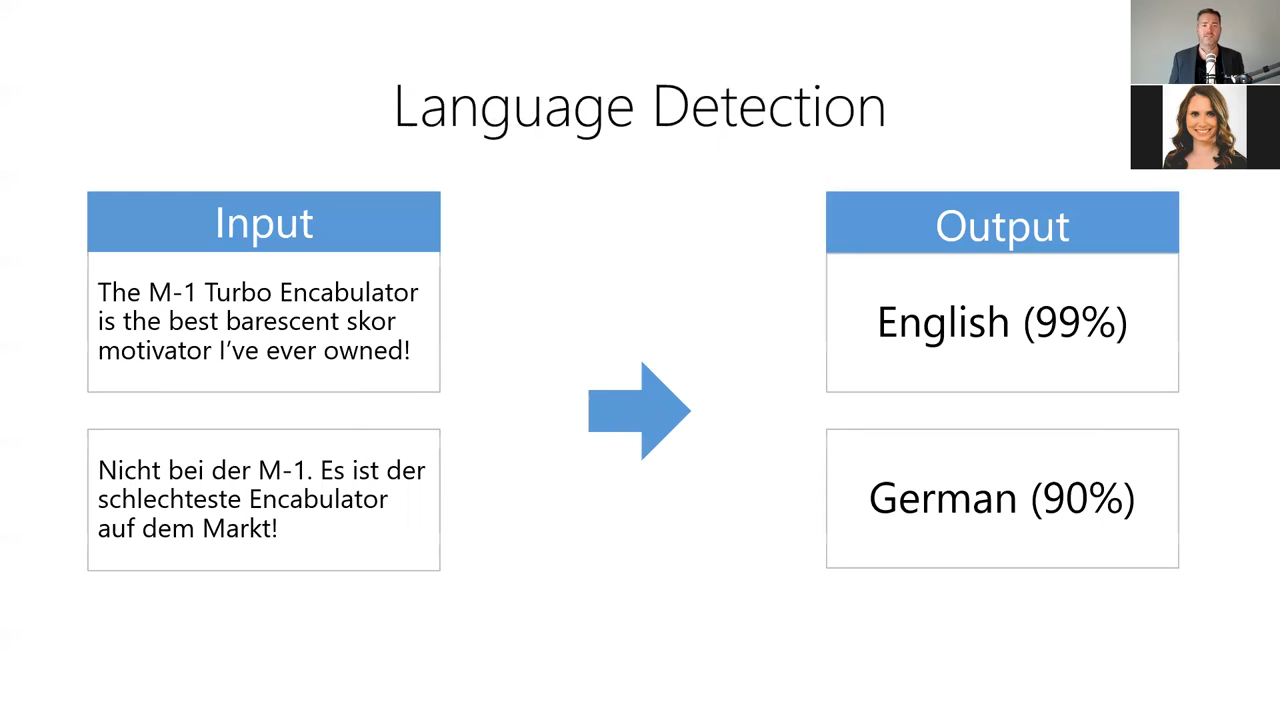 Language Detection
Input
The M-1 Turbo Encabulator
is the best barescent skor
motivator I’ve ever owned!
Nicht bei der M-1. Es ist der
schlechteste Encabulator
auf dem Markt!
Output
English (99%)
German (90%)